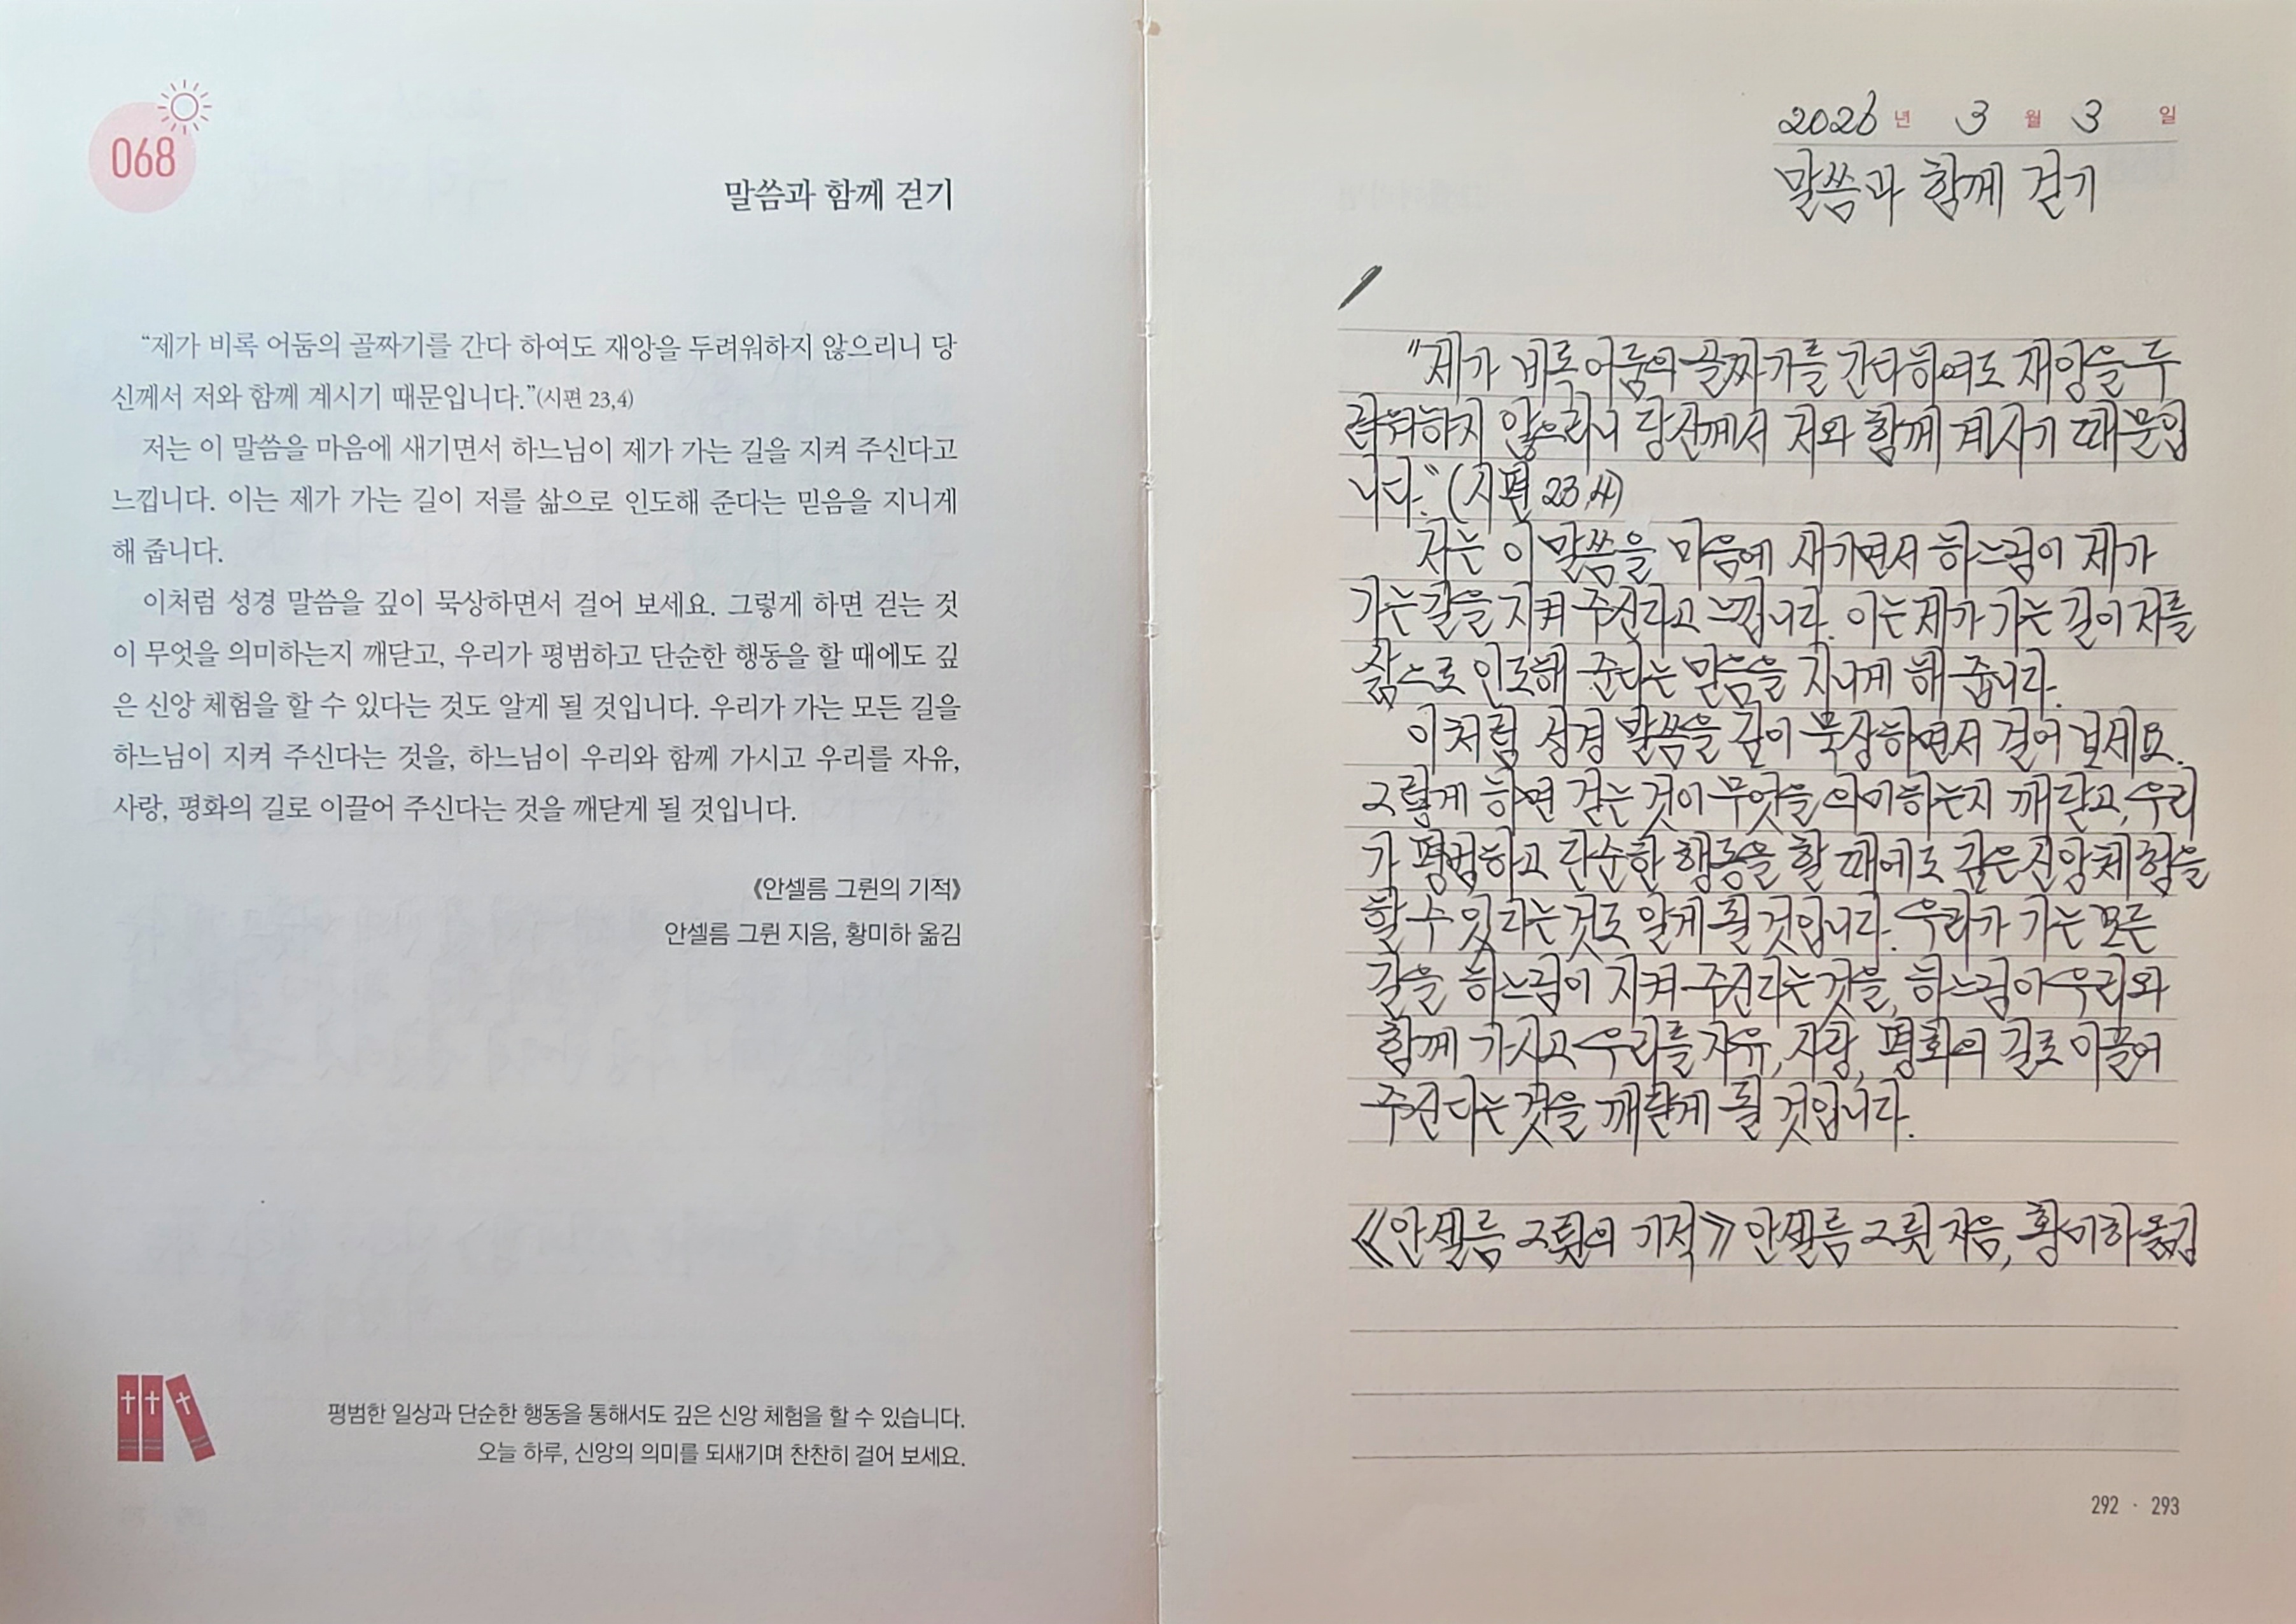 068
말씀과 함께 걷기
“제가 비록 어둠의 골짜기를 간다 하여도 재앙을 두려워하지 않으리니 당
신께서 저와 함께 계시기 때문입니다.”(시편 23,4)
저는 이 말씀을 마음에 새기면서 하느님이 제가 가는 길을 지켜 주신다고
느낍니다. 이는 제가 가는 길이 저를 삶으로 인도해 준다는 믿음을 지니게
해 줍니다.
이처럼 성경 말씀을 깊이 묵상하면서 걸어 보세요. 그렇게 하면 걷는 것
이 무엇을 의미하는지 깨닫고, 우리가 평범하고 단순한 행동을 할 때에도 깊
은 신앙 체험을 할 수 있다는 것도 알게 될 것입니다. 우리가 가는 모든 길을
하느님이 지켜 주신다는 것을, 하느님이 우리와 함께 가시고 우리를 자유,
사랑, 평화의 길로 이끌어 주신다는 것을 깨닫게 될 것입니다.
《안셀름 그륀의 기적》
안셀름 그륀 지음, 황미하 옮김
평범한 일상과 단순한 행동을 통해서도 깊은 신앙 체험을 할 수 있습니다.
오늘 하루, 신앙의 의미를 되새기며 찬찬히 걸어 보세요.
2026년 3월 3일
말씀과 함께 걷기
"제가 비록 어둠의 골짜기를 간다 하여도 재앙을 두
려워하지 않으리니 당신께서 저와 함께 계시기 때문입
니다."(시편 23,4)
저는 이 말씀을 마음에 새기면서 하느님이 제가
가는 길을 지켜 주신다고 느낍니다. 이는 제가 가는 길이 저를
삶으로 인도해 준다는 말음을 지니게 해 줍니다.
이처럼 성경 말씀을 깊이 묵상하면서 걸어 보세요.
그렇게 하면 걷는 것이 무엇을 의미하는지 깨닫고, 우리
가 평범하고 단순한 행동을 할 때에도 깊은 신앙 체험을
할 수 있다는 것도 알게 될 것입니다. 우리가 가는 모든
길을 하느님이 지켜 주신다는 것을, 하느님이 우리와
함께 가시고 우리를 자유, 사랑, 평화의 길로 이끌어
주신다는 것을 깨닫게 될 것입니다.
《안셀름 그륀의 기적》 안셀름 그륀 지음, 황미하 옮김
292 · 293